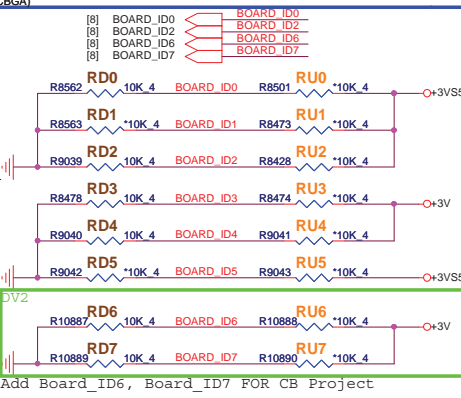 CBGA)
[8] BOARD_ID0 BOARD_ID0
[8] BOARD_ID2 BOARD_ID2
[8] BOARD_ID6 BOARD_ID6
[8] BOARD_ID7 BOARD_ID7
RD0 RU0
R8562 10K_4 BOARD_ID0 R8501 *10K_4 +3VS5
RD1 RU1
R8563 *10K_4 BOARD_ID1 R8473 *10K_4
RD2 RU2
R9039 10K_4 BOARD_ID2 R8428 *10K_4
RD3 RU3
R8478 10K_4 BOARD_ID3 R8474 *10K_4 +3V
RD4 RU4
R9040 10K_4 BOARD_ID4 R9041 *10K_4
RD5 RU5
R9042 *10K_4 BOARD_ID5 R9043 *10K_4 +3VS5
DV2
RD6 RU6
R10887 10K_4 BOARD_ID6 R10888 *10K_4 +3V
RD7 RU7
R10889 10K_4 BOARD_ID7 R10890 *10K_4
Add Board_ID6, Board_ID7 FOR CB Project